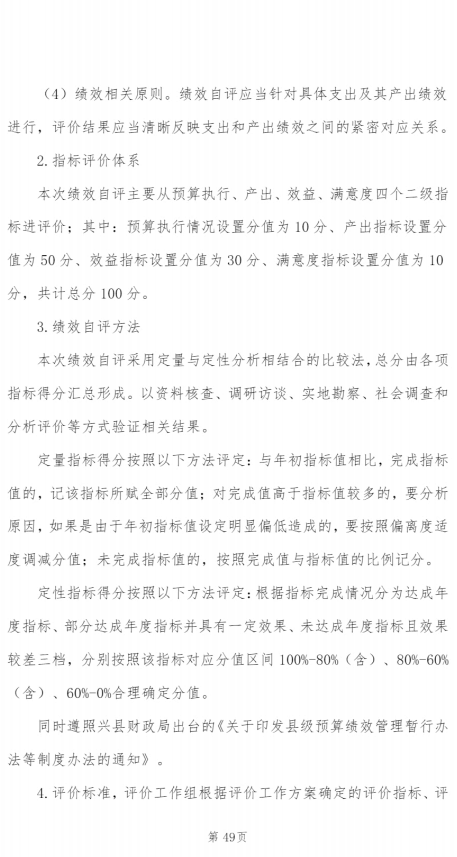 （4）绩效相关原则。绩效自评应当针对具体支出及其产出绩效
进行，评价结果应当清晰反映支出和产出绩效之间的紧密对应关系。
2.指标评价体系
本次绩效自评主要从预算执行、产出、效益、满意度四个二级指
标进评价；其中：预算执行情况设置分值为 10 分、产出指标设置分
值为 50 分、效益指标设置分值为 30 分、满意度指标设置分值为 10
分，共计总分 100 分。
3.绩效自评方法
本次绩效自评采用定量与定性分析相结合的比较法，总分由各项
指标得分汇总形成。以资料核查、调研访谈、实地勘察、社会调查和
分析评价等方式验证相关结果。
定量指标得分按照以下方法评定：与年初指标值相比，完成指标
值的，记该指标所赋全部分值；对完成值高于指标值较多的，要分析
原因，如果是由于年初指标值设定明显偏低造成的，要按照偏离度适
度调减分值；未完成指标值的，按照完成值与指标值的比例记分。
定性指标得分按照以下方法评定：根据指标完成情况分为达成年
度指标、部分达成年度指标并具有一定效果、未达成年度指标且效果
较差三档，分别按照该指标对应分值区间 100%-80%（含）、80%-60%
（含）、60%-0%合理确定分值。
同时遵照兴县财政局出台的《关于印发县级预算绩效管理暂行办
法等制度办法的通知》。
4.评价标准，评价工作组根据评价工作方案确定的评价指标、评
第 49页